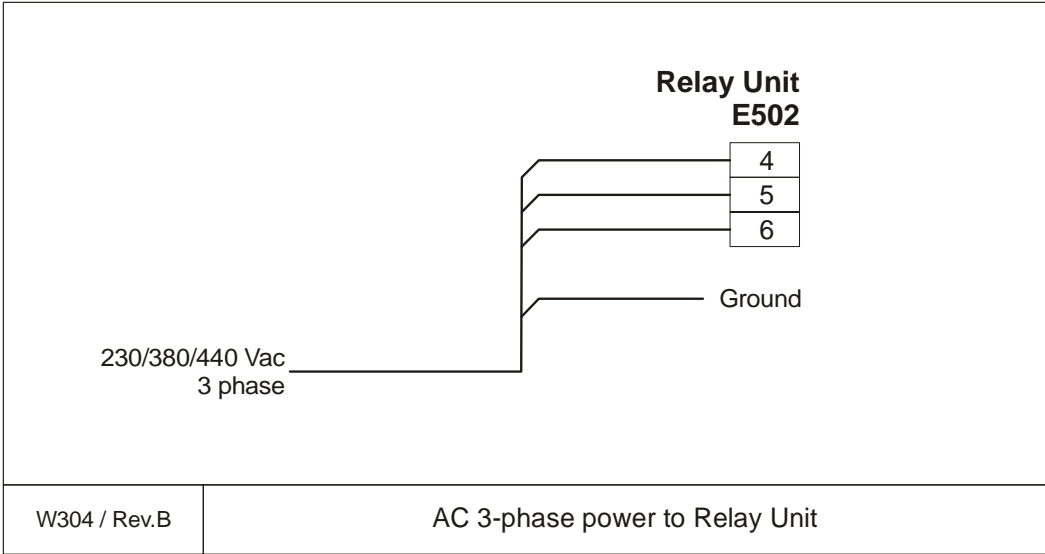 Relay Unit
E502
4
5
6
Ground
230/380/440 Vac
3 phase
W304 / Rev.B
AC 3-phase power to Relay Unit